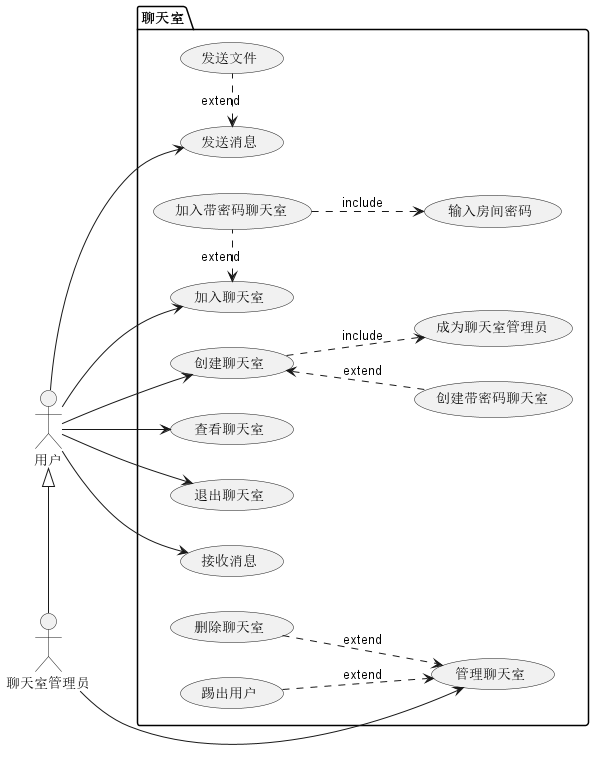 聊天室
发送文件
extend
发送消息
加入带密码聊天室
include
输入房间密码
extend
加入聊天室
include
成为聊天室管理员
创建聊天室
extend
创建带密码聊天室
查看聊天室
用户
退出聊天室
接收消息
删除聊天室
extend
管理聊天室
extend
踢出用户
聊天室管理员